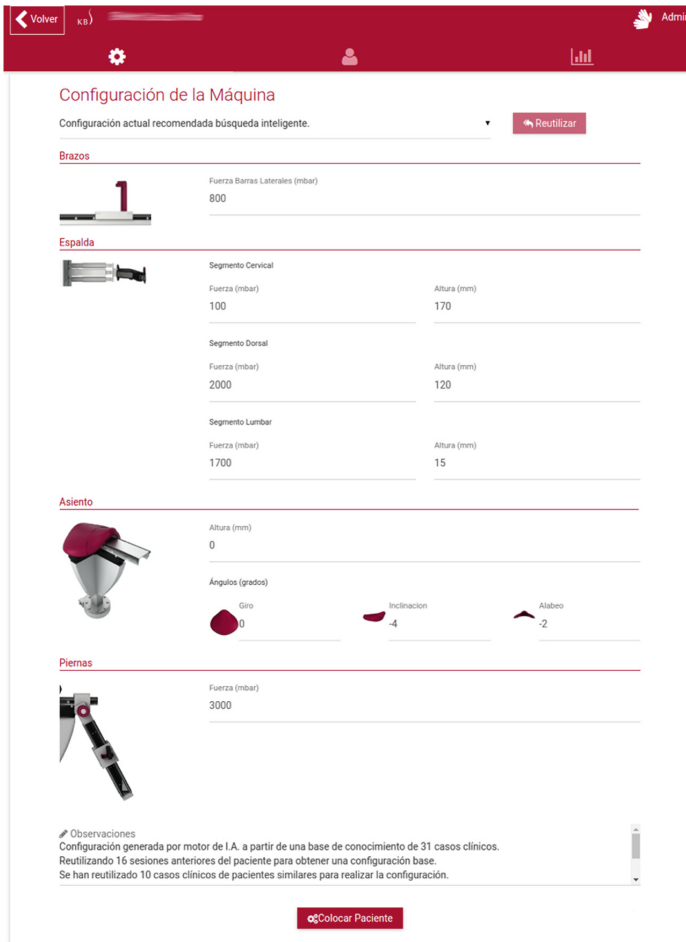 Volver
KB
Admin
Configuración de la Máquina
Configuración actual recomendada búsqueda inteligente.
Reutilizar
Brazos
Fuerza Barras Laterales (mbar)
800
Espalda
Segmento Cervical
Fuerza (mbar) Altura (mm)
100 170
Segmento Dorsal
Fuerza (mbar) Altura (mm)
2000 120
Segmento Lumbar
Fuerza (mbar) Altura (mm)
1700 15
Asiento
Altura (mm)
0
Ángulos (grados)
Giro Inclinacion Alabeo
0 -4 -2
Piernas
Fuerza (mbar)
3000
Observaciones
Configuración generada por motor de I.A. a partir de una base de conocimiento de 31 casos clínicos.
Reutilizando 16 sesiones anteriores del paciente para obtener una configuración base.
Se han reutilizado 10 casos clínicos de pacientes similares para realizar la configuración.
Colocar Paciente